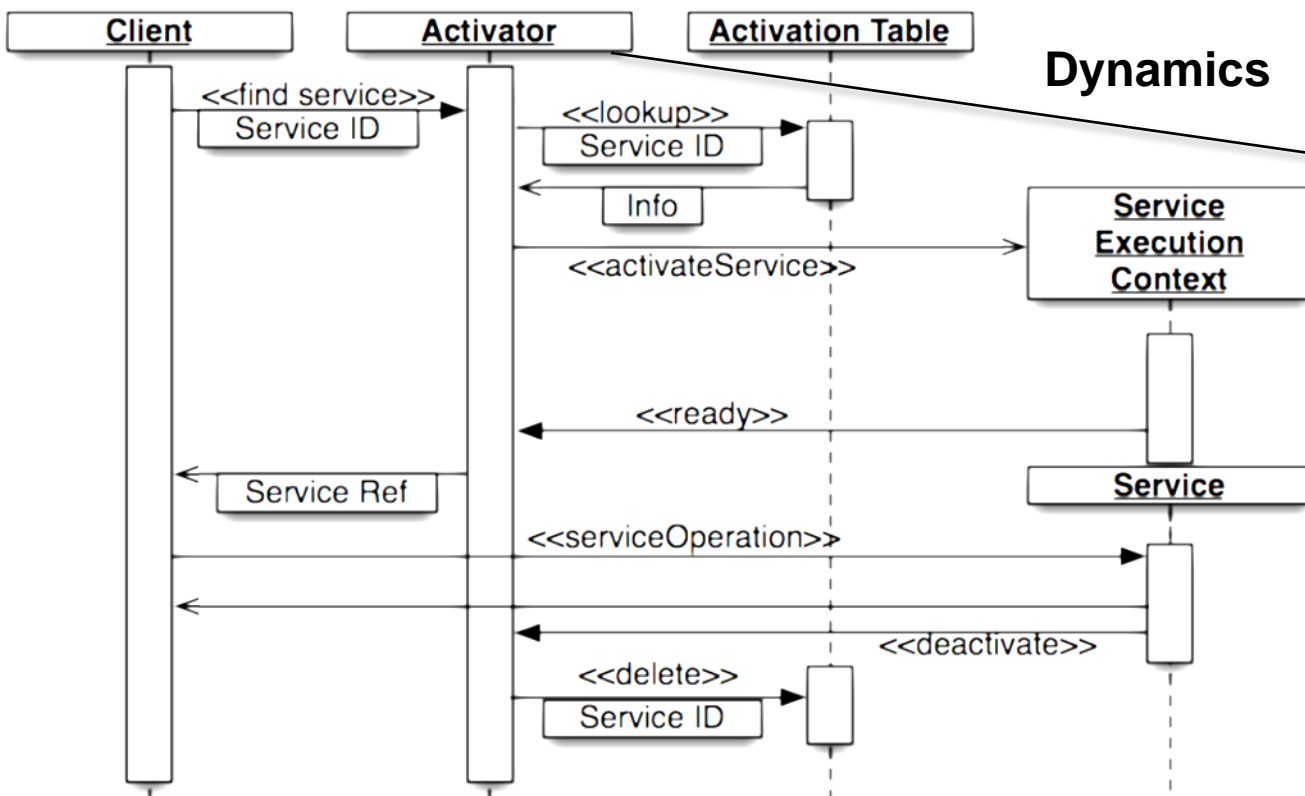 Client
Activator
Activation Table
Dynamics
<<find service>>
Service ID
<<lookup>>
Service ID
Info
Service
Execution
Context
<<activateService>>
<<ready>>
Service Ref
Service
<<serviceOperation>>
<<deactivate>>
<<delete>>
Service ID